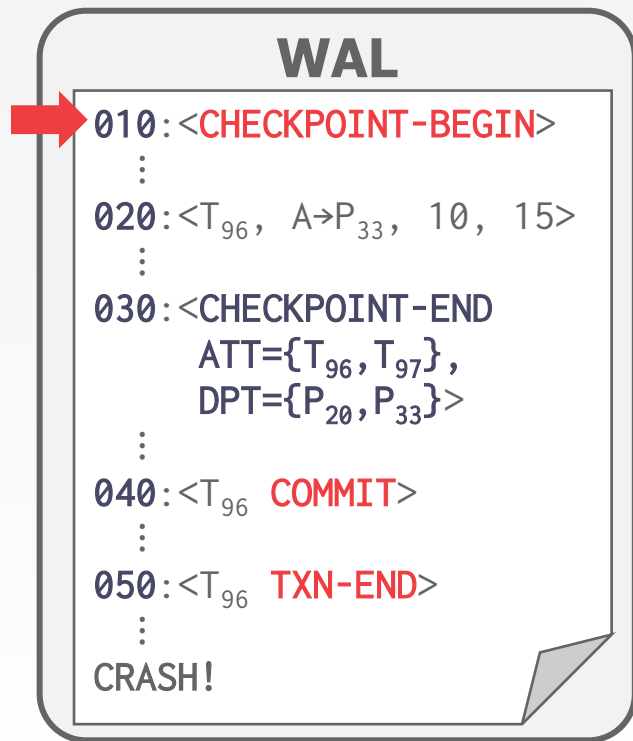 WAL
010:<CHECKPOINT-BEGIN>
⋮
020:<T₉₆, A→P₃₃, 10, 15>
⋮
030:<CHECKPOINT-END
ATT={T₉₆,T₉₇},
DPT={P₂₀,P₃₃}>
⋮
040:<T₉₆ COMMIT>
⋮
050:<T₉₆ TXN-END>
⋮
CRASH!